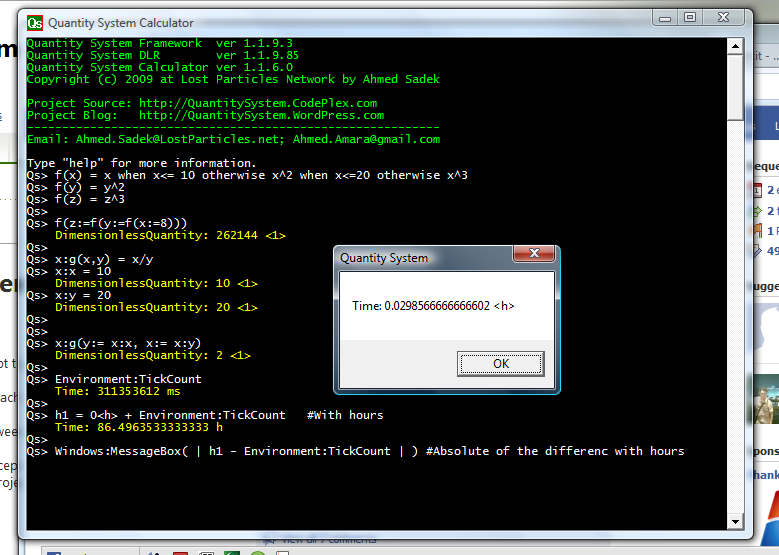 Quantity System Calculator
Quantity System Framework ver 1.1.9.3
Quantity System DLR ver 1.1.9.85
Quantity System Calculator ver 1.1.6.0
Copyright (c) 2009 at Lost Particles Network by Ahmed Sadek
Project Source: http://QuantitySystem.CodePlex.com
Project Blog: http://QuantitySystem.WordPress.com
----------------------------------------------------------
Email: Ahmed.Sadek@LostParticles.net; Ahmed.Amara@gmail.com
Type "help" for more information.
Qs> f(x) = x when x<= 10 otherwise x^2 when x<=20 otherwise x^3
Qs> f(y) = y^2
Qs> f(z) = z^3
Qs>
Qs> f(z:=f(y:=f(x:=8)))
DimensionlessQuantity: 262144 <1>
Qs>
Qs> x:g(x,y) = x/y
Qs> x:x = 10
DimensionlessQuantity: 10 <1>
Qs> x:y = 20
DimensionlessQuantity: 20 <1>
Qs>
Qs>
Qs> x:g(y:= x:x, x:= x:y)
DimensionlessQuantity: 2 <1>
Qs>
Qs> Environment:TickCount
Time: 311353612 ms
Qs>
Qs> h1 = 0<h> + Environment:TickCount #With hours
Time: 86.4963533333333 h
Qs>
Qs> Windows:MessageBox( | h1 - Environment:TickCount | ) #Absolute of the differenc with hours
Quantity System
Time: 0.0298566666666602 <h>
OK
view all 7 comments